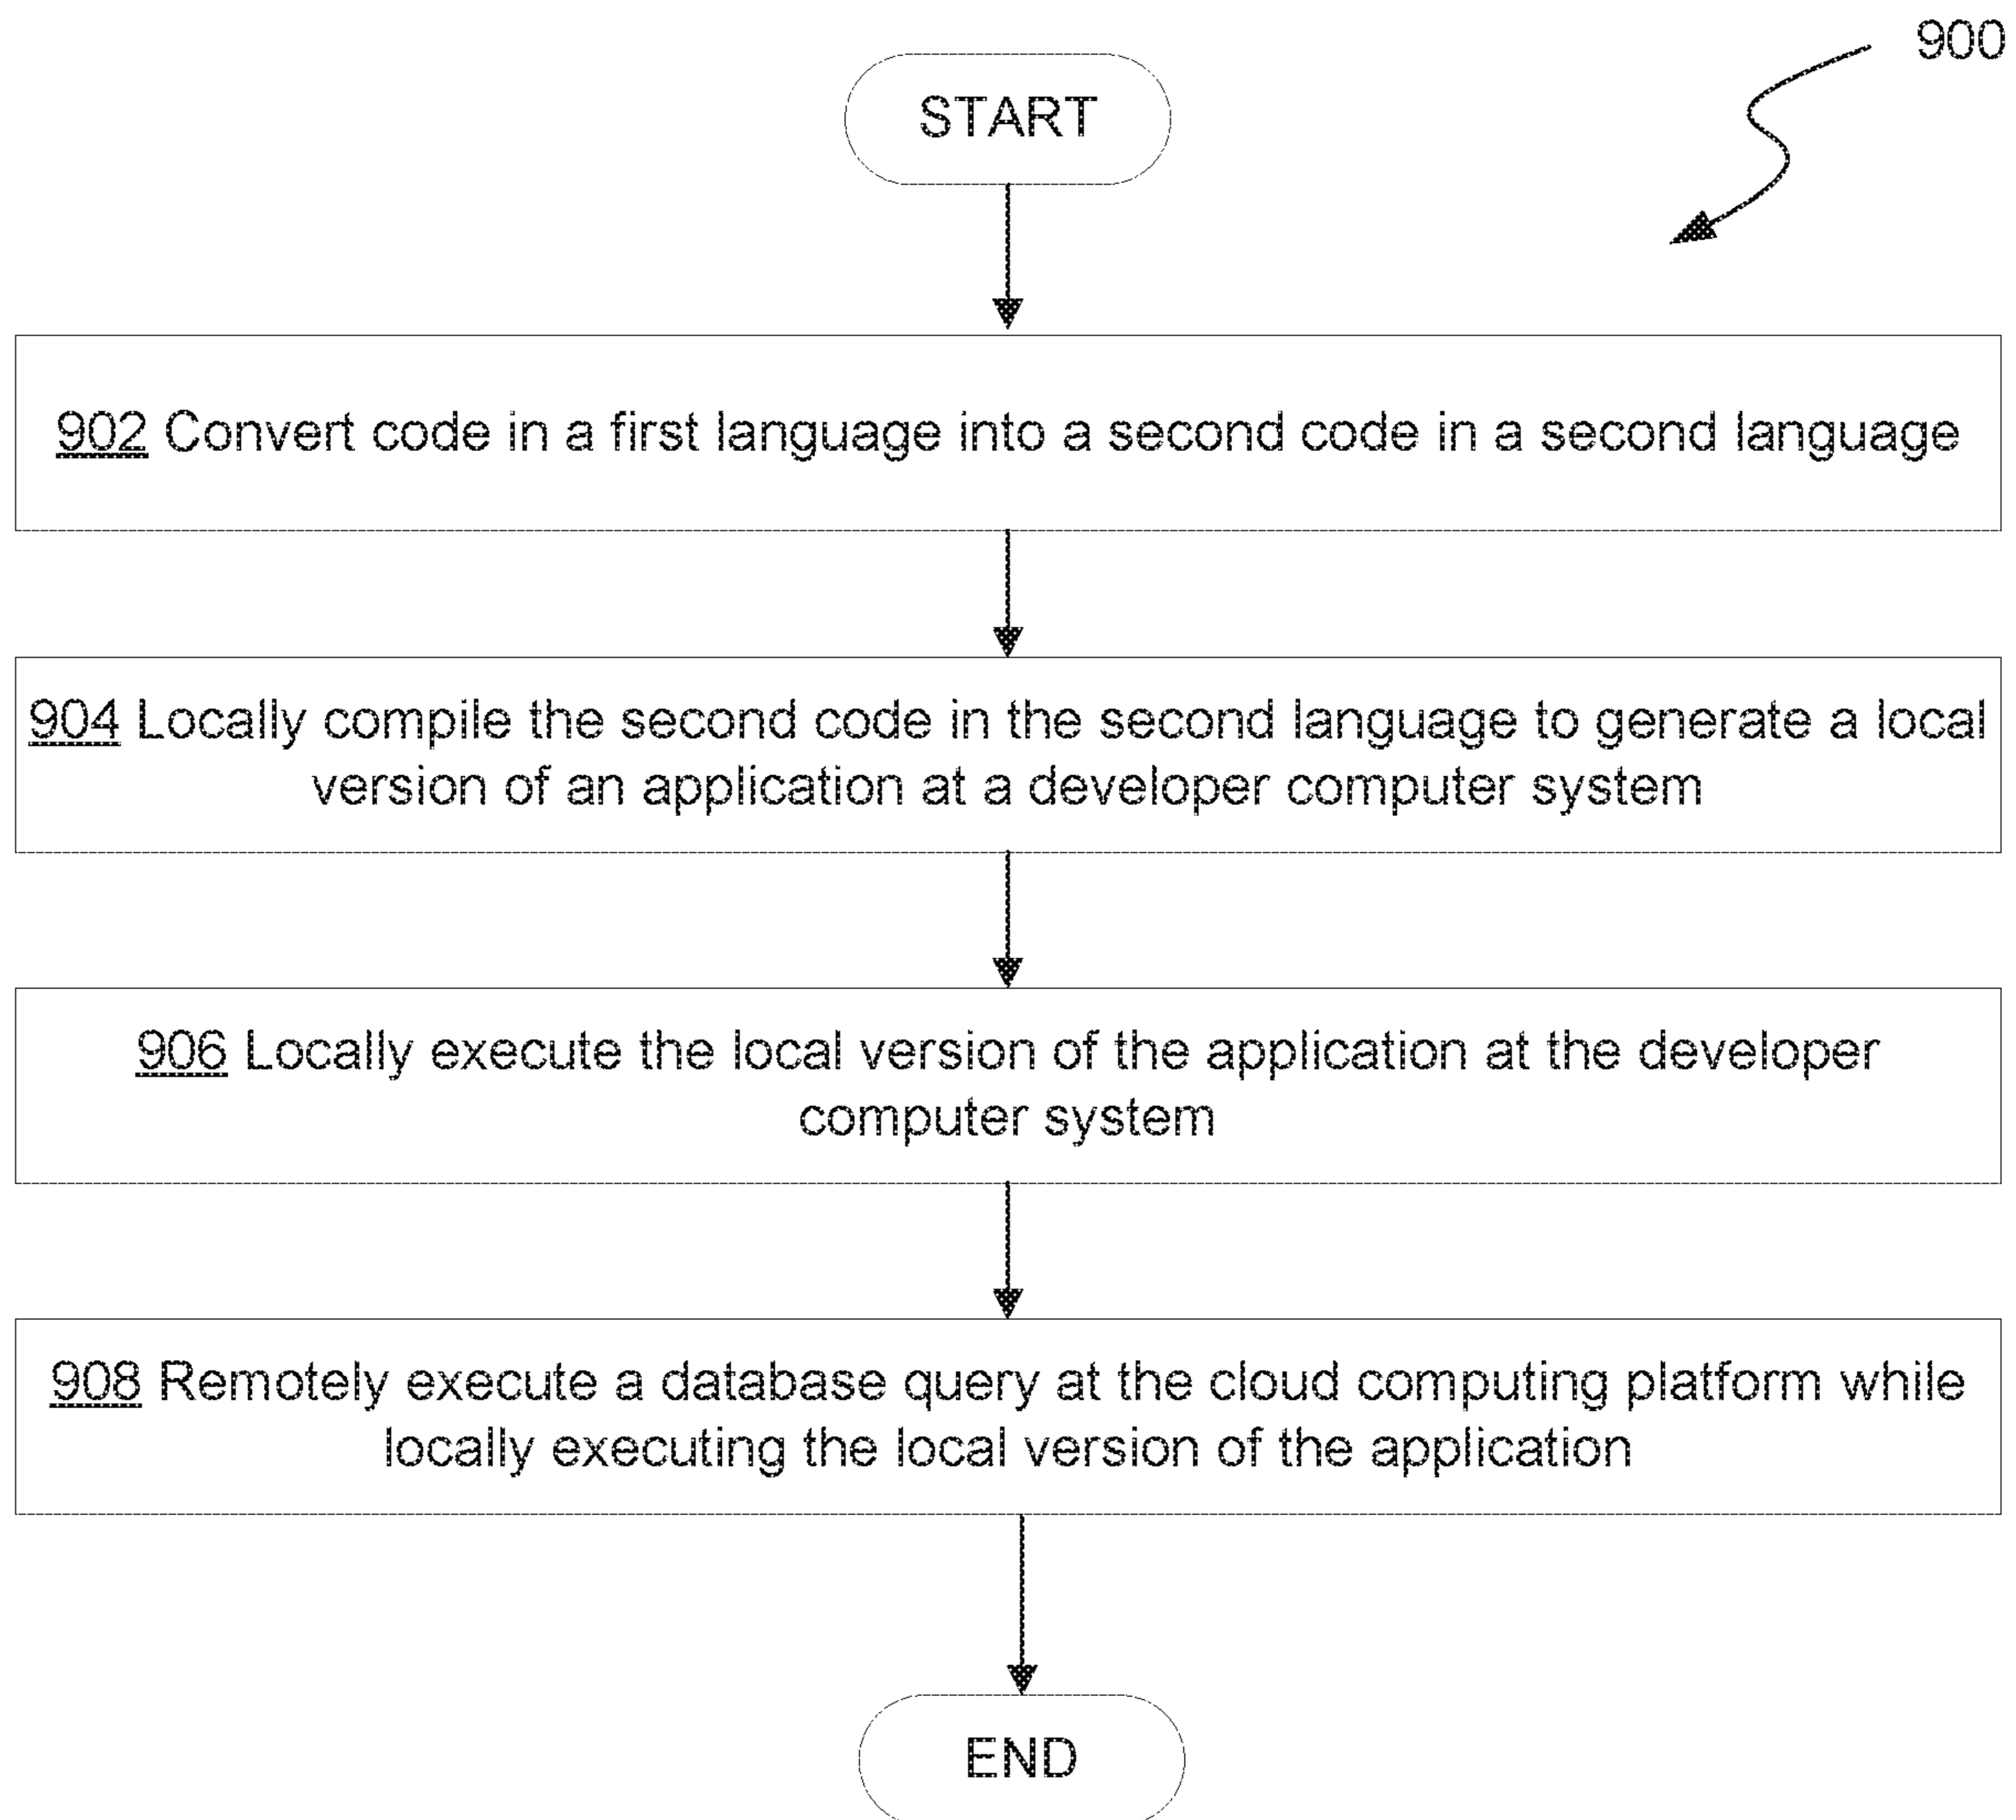 900
START
902 Convert code in a first language into a second code in a second language
904 Locally compile the second code in the second language to generate a local
version of an application at a developer computer system
906 Locally execute the local version of the application at the developer
computer system
908 Remotely execute a database query at the cloud computing platform while
locally executing the local version of the application
END